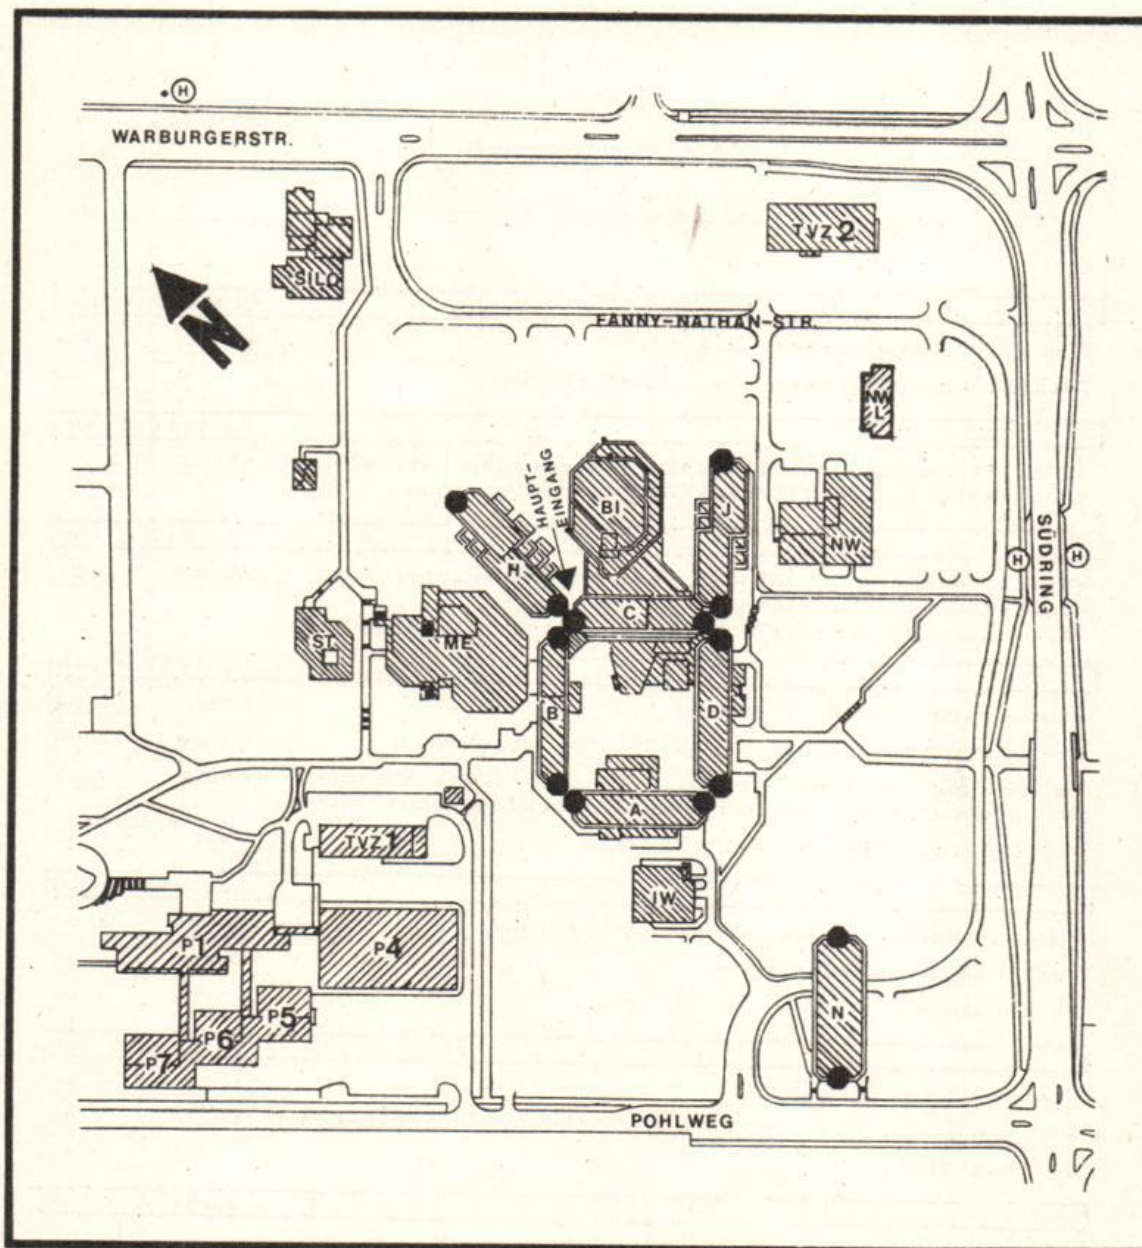 H
WARBURGERSTR.
TVZ 2
SILO
N
FANNY-NATHAN-STR.
NW
L
HAUPT-
EINGANG
BI
J
NW
SÜDRING
H
H
H
C
ST
ME
B
D
A
TVZ 1
IW
P1
P4
N
P5
P6
P7
POHLWEG